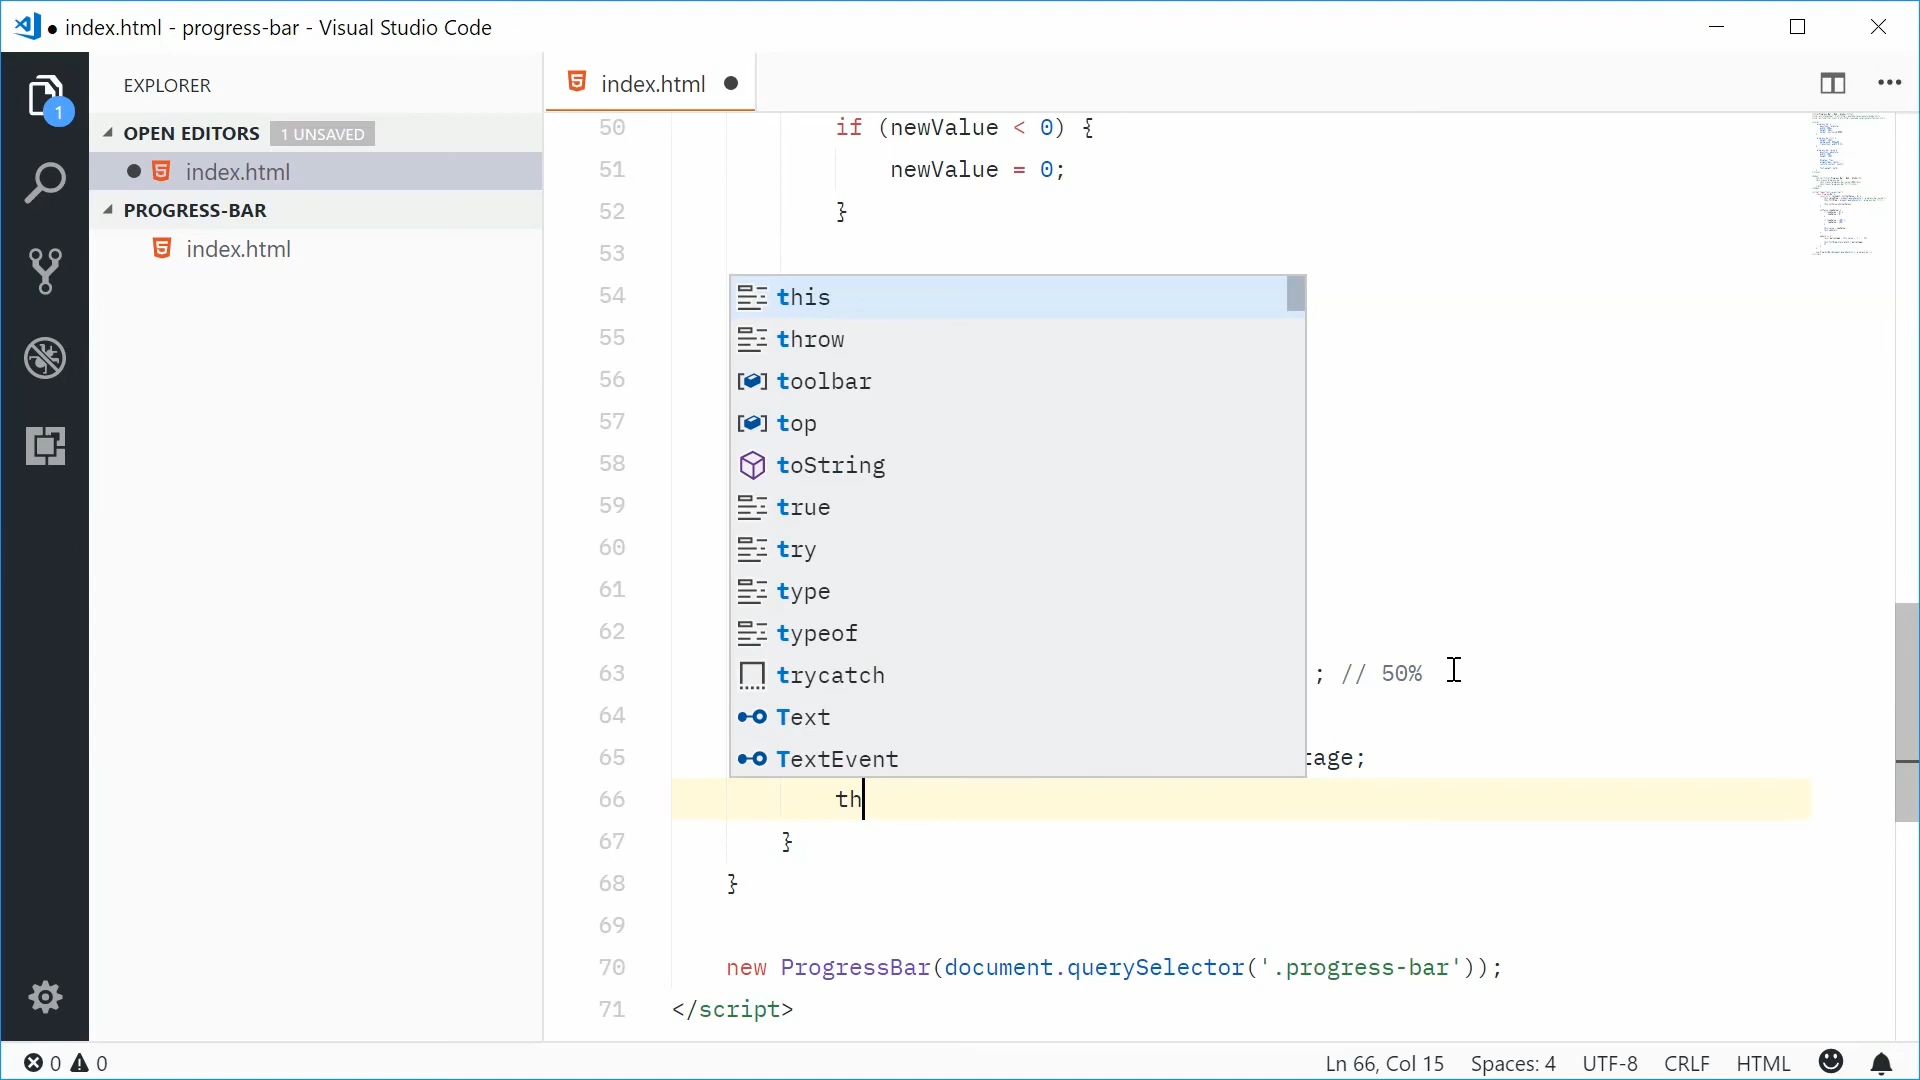 index.html - progress-bar - Visual Studio Code
EXPLORER
OPEN EDITORS 1 UNSAVED
index.html
PROGRESS-BAR
index.html
1
index.html
50 if (newValue < 0) {
51 newValue = 0;
52 }
53
54 this
55 throw
56 toolbar
57 top
58 toString
59 true
60 try
61 type
62 typeof
63 trycatch ; // 50%
64 Text
65 TextEvent tage;
66 th
67 }
68 }
69
70 new ProgressBar(document.querySelector('.progress-bar'));
71 </script>
0 0
Ln 66, Col 15 Spaces: 4 UTF-8 CRLF HTML